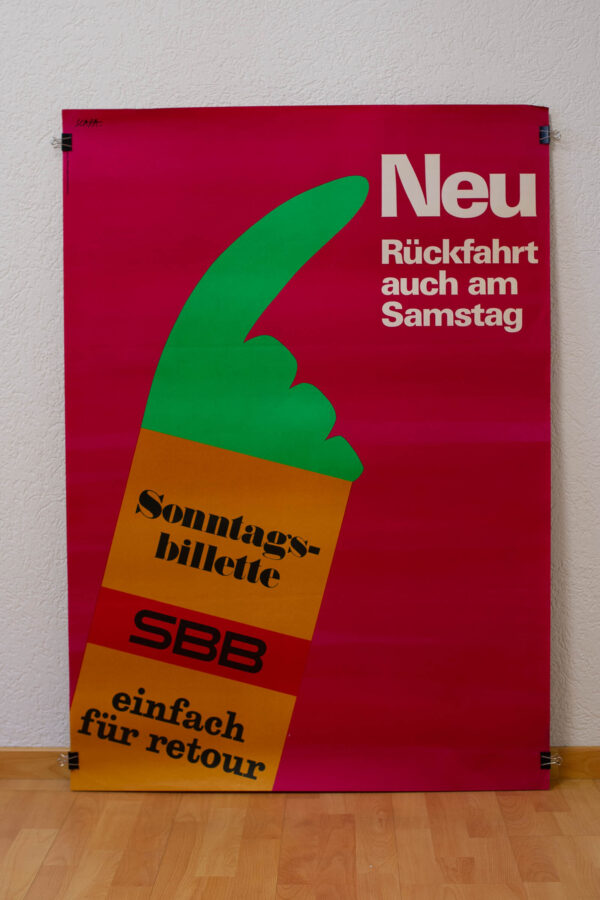 Neu
Rückfahrt
auch am
Samstag
Sonntags-
billette
SBB
einfach
für retour